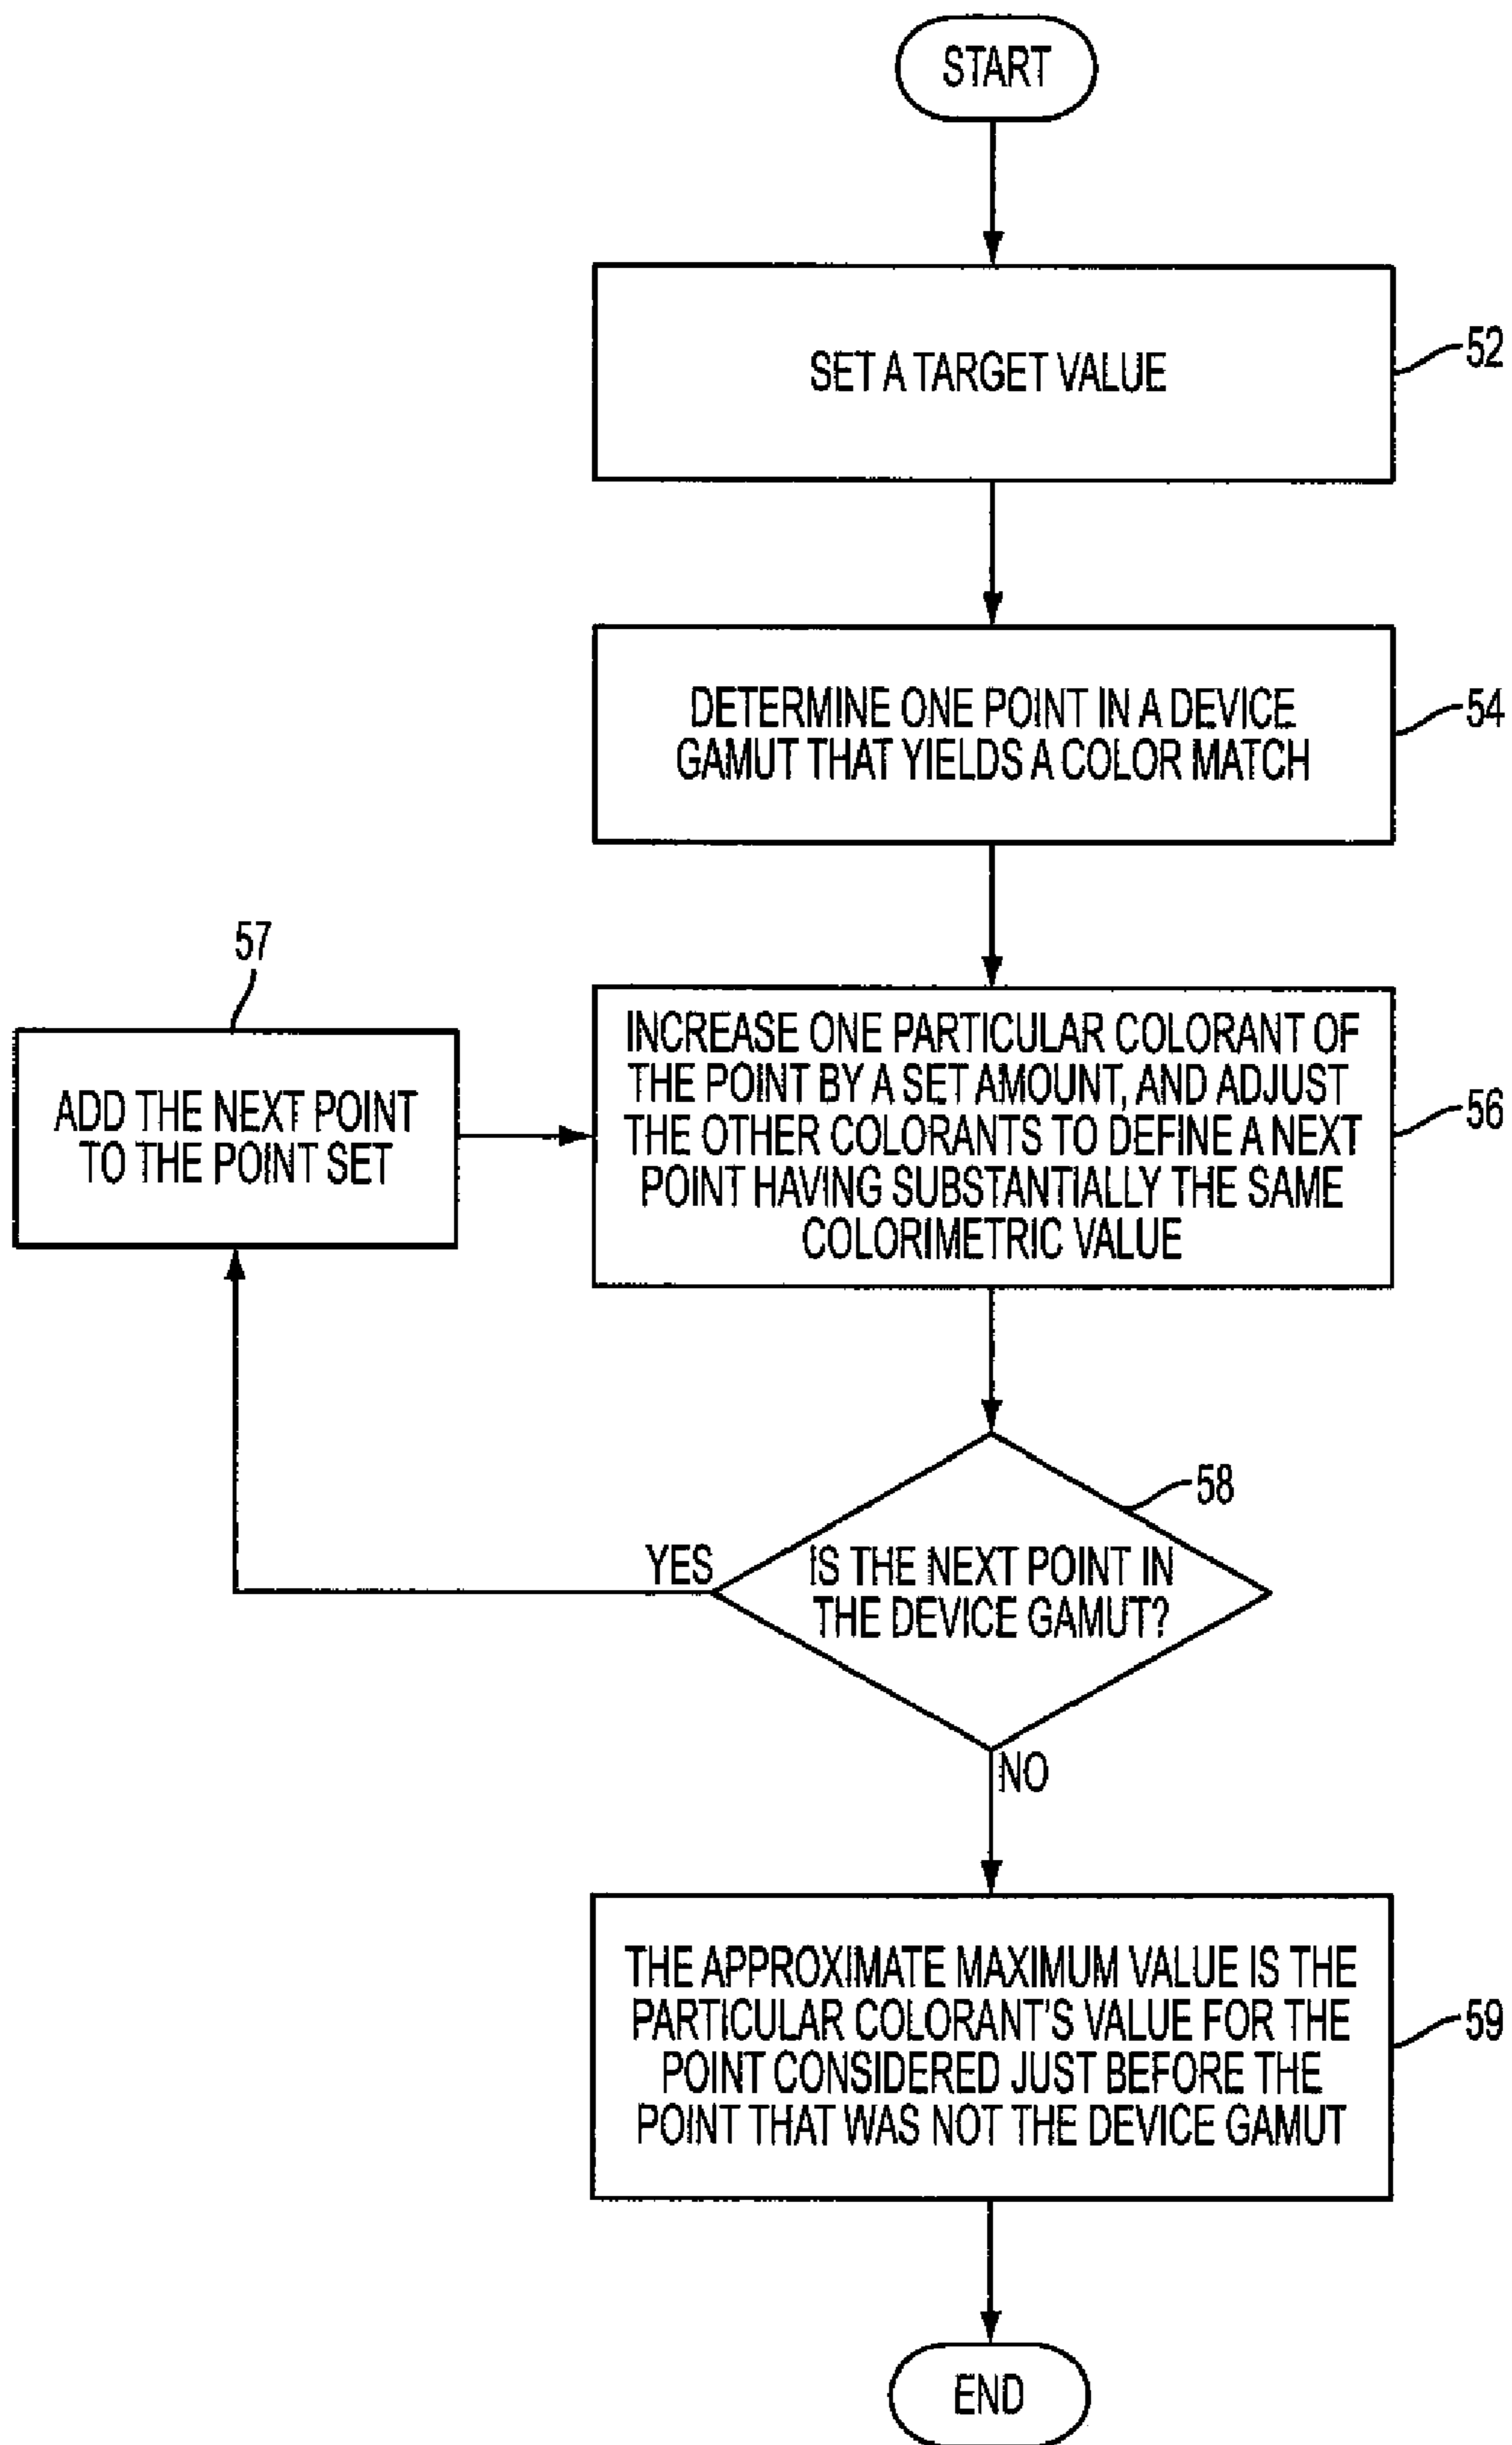 START
SET A TARGET VALUE
52
DETERMINE ONE POINT IN A DEVICE
GAMUT THAT YIELDS A COLOR MATCH
54
57
ADD THE NEXT POINT
TO THE POINT SET
INCREASE ONE PARTICULAR COLORANT OF
THE POINT BY A SET AMOUNT, AND ADJUST
THE OTHER COLORANTS TO DEFINE A NEXT
POINT HAVING SUBSTANTIALLY THE SAME
COLORIMETRIC VALUE
56
58
YES
IS THE NEXT POINT IN
THE DEVICE GAMUT?
NO
THE APPROXIMATE MAXIMUM VALUE IS THE
PARTICULAR COLORANT'S VALUE FOR THE
POINT CONSIDERED JUST BEFORE THE
POINT THAT WAS NOT THE DEVICE GAMUT
59
END